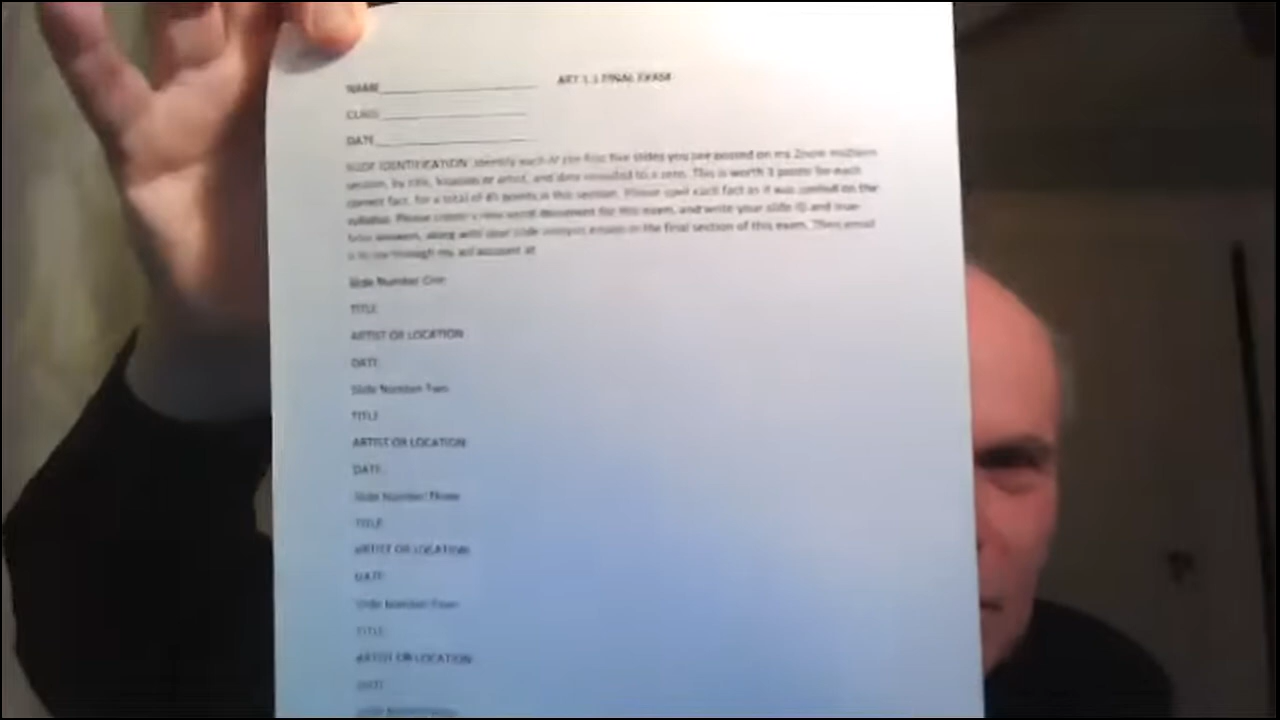 NAME ART 1.1 FINAL EXAM
CLASS
DATE
SLIDE IDENTIFICATION: Identify each of the first five slides you see posted on my Zoom
session, by title, location or artist, and date rounded to a zero. This is worth 3 points for each
correct fact, for a total of 45 points in this section. Please spell each fact as it was on the
syllabus. Please create a new word document for this exam, and write your slide ID and true-
false answers, along with your slide essay in the final section of this exam. Then email
it to me through my account at
Slide Number One
TITLE
ARTIST OR LOCATION
DATE
Slide Number Two
TITLE
ARTIST OR LOCATION
DATE
Slide Number Three
TITLE
ARTIST OR LOCATION
DATE
Slide Number Four
TITLE
ARTIST OR LOCATION
DATE